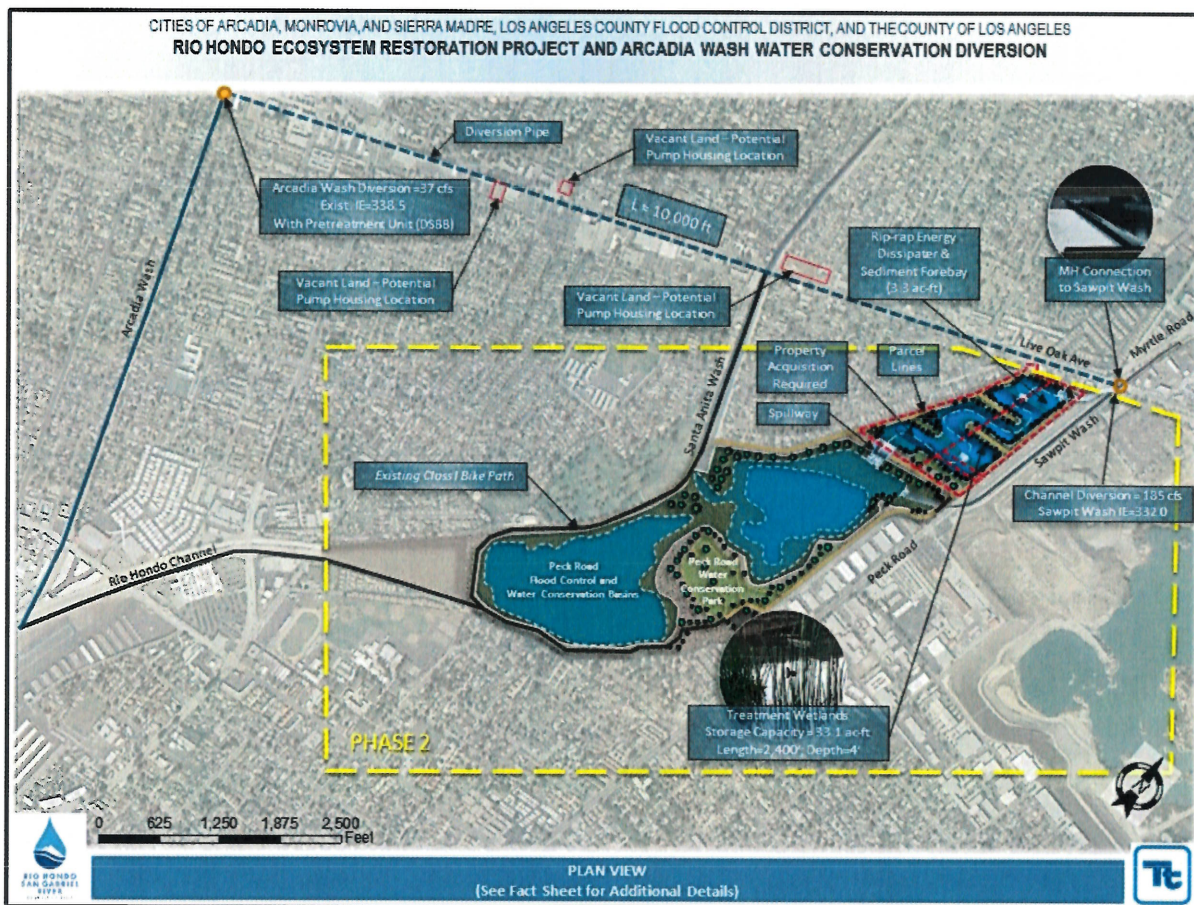 CITIES OF ARCADIA, MONROVIA, AND SIERRA MADRE, LOS ANGELES COUNTY FLOOD CONTROL DISTRICT, AND THE COUNTY OF LOS ANGELES
RIO HONDO ECOSYSTEM RESTORATION PROJECT AND ARCADIA WASH WATER CONSERVATION DIVERSION
Diversion Pipe
Vacant Land – Potential
Pump Housing Location
Arcadia Wash Diversion =37 cfs
Exist. IE=338.5
With Pretreatment Unit (DSBB)
L = 10,000 ft
Rip-rap Energy
Dissipater &
Sediment Forebay
(3.3 ac-ft)
MH Connection
to Sawpit Wash
Vacant Land – Potential
Pump Housing Location
Vacant Land – Potential
Pump Housing Location
Arcadia Wash
Live Oak Ave
Myrtle Road
Property
Acquisition
Required
Parcel
Lines
Spillway
Santa Anita Wash
Sawpit Wash
Existing Class1 Bike Path
Channel Diversion = 185 cfs
Sawpit Wash IE=332.0
Rio Hondo Channel
Peck Road
Flood Control and
Water Conservation Basins
Peck Road
Water
Conservation
Park
Peck Road
Treatment Wetlands
Storage Capacity = 33.1 ac-ft
Length=2,400'; Depth=4'
PHASE 2
N
0 625 1,250 1,875 2,500
Feet
RIO HONDO
SAN GABRIEL
RIVER
PLAN VIEW
(See Fact Sheet for Additional Details)
Tt